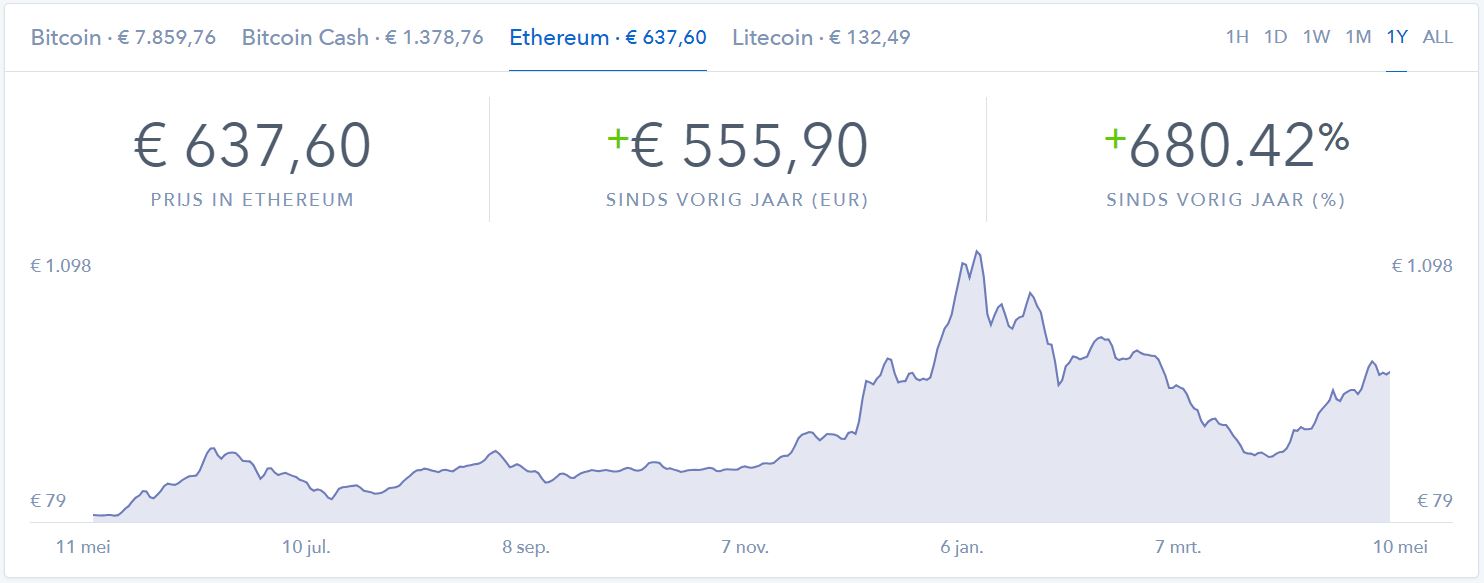 Bitcoin · € 7.859,76 Bitcoin Cash · € 1.378,76 Ethereum · € 637,60 Litecoin · € 132,49 1H 1D 1W 1M 1Y ALL
€ 637,60 +€ 555,90 +680.42%
PRIJS IN ETHEREUM SINDS VORIG JAAR (EUR) SINDS VORIG JAAR (%)
€ 1.098 € 1.098
€ 79 € 79
11 mei 10 jul. 8 sep. 7 nov. 6 jan. 7 mrt. 10 mei